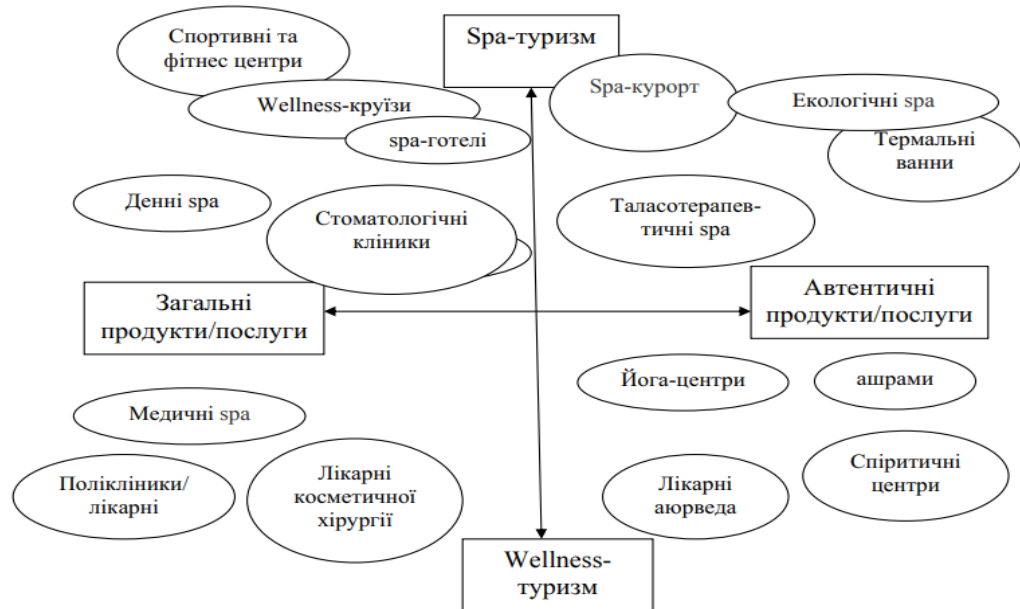 Спортивні та
фітнес центри
Spa-туризм
Spa-курорт
Wellness-круїзи
Екологічні spa
spa-готелі
Термальні
ванни
Денні spa
Стоматологічні
клініки
Таласотерапев-
тичні spa
Загальні
продукти/послуги
Автентичні
продукти/послуги
Йога-центри
ашрами
Медичні spa
Поліклініки/
лікарні
Лікарні
косметичної
хірургії
Лікарні
аюрведа
Спіритичні
центри
Wellness-
туризм